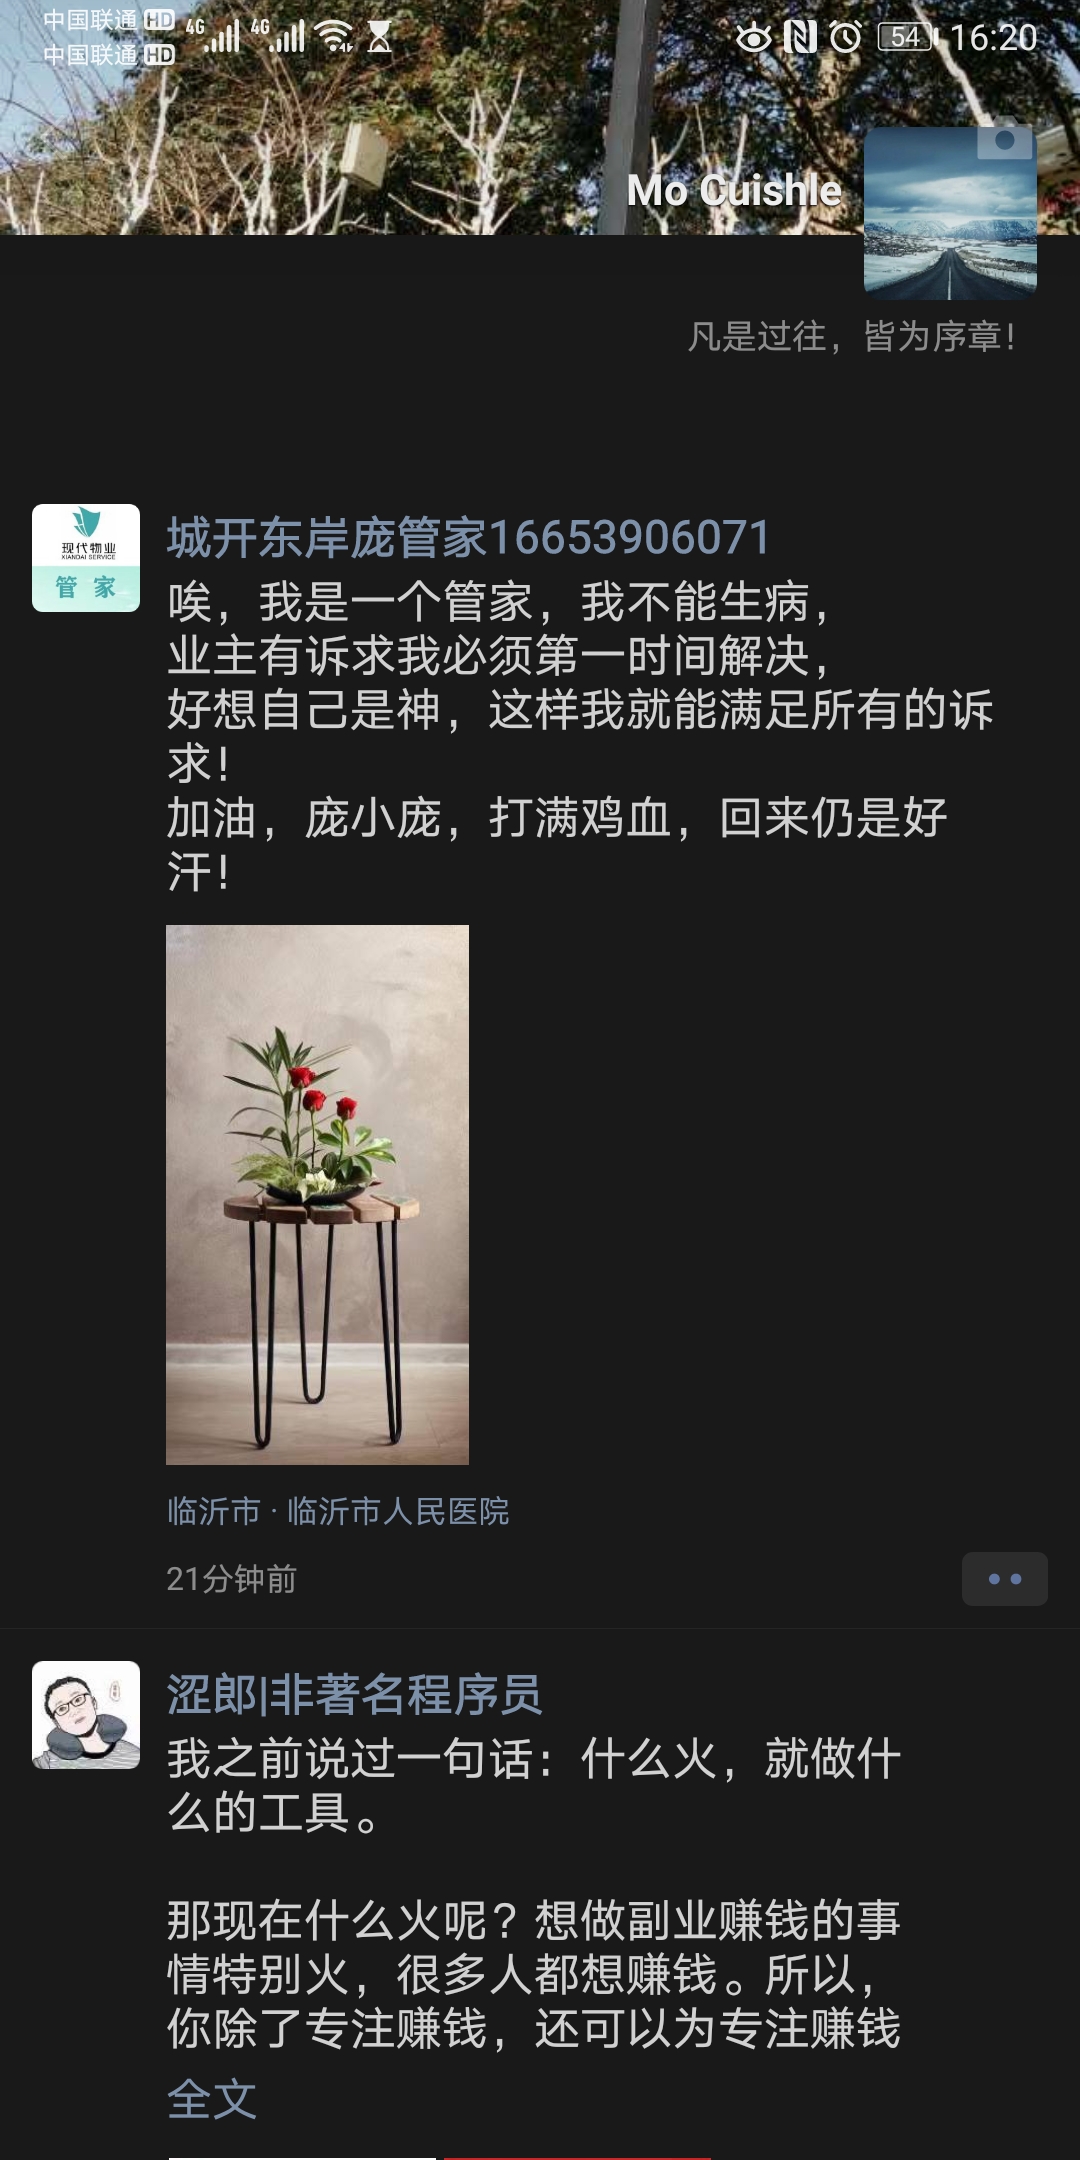 中国联通 HD
中国联通 HD
4G 4G
54 16:20
Mo Cuishle
凡是过往，皆为序章！
现代物业
XIANDAI SERVICE
管 家
城开东岸庞管家16653906071
唉，我是一个管家，我不能生病，
业主有诉求我必须第一时间解决，
好想自己是神，这样我就能满足所有的诉
求！
加油，庞小庞，打满鸡血，回来仍是好
汗！
临沂市 · 临沂市人民医院
21分钟前
涩郎|非著名程序员
我之前说过一句话：什么火，就做什
么的工具。
那现在什么火呢？想做副业赚钱的事
情特别火，很多人都想赚钱。所以，
你除了专注赚钱，还可以为专注赚钱
全文